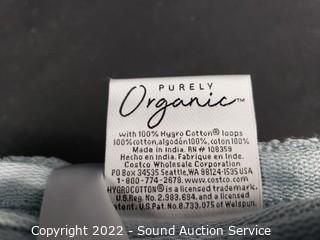 PURELY
Organic™
with 100% Hygro Cotton® loops
100% cotton, algodón 100%, coton 100%
Made in India. RN # 108359
Hecho en India. Fabrique en Inde.
Costco Wholesale Corporation
PO BOX 34535 Seattle, WA 98124-1535 USA
1-800-774-2678. www.costco.com
HYGROCOTTON® is a licensed trademark.
U.S.Reg. No. 2,983,694, and a licensed
patent. U.S.Pat. No. 8,733,075 of Welspun.
Copyright 2022 - Sound Auction Service